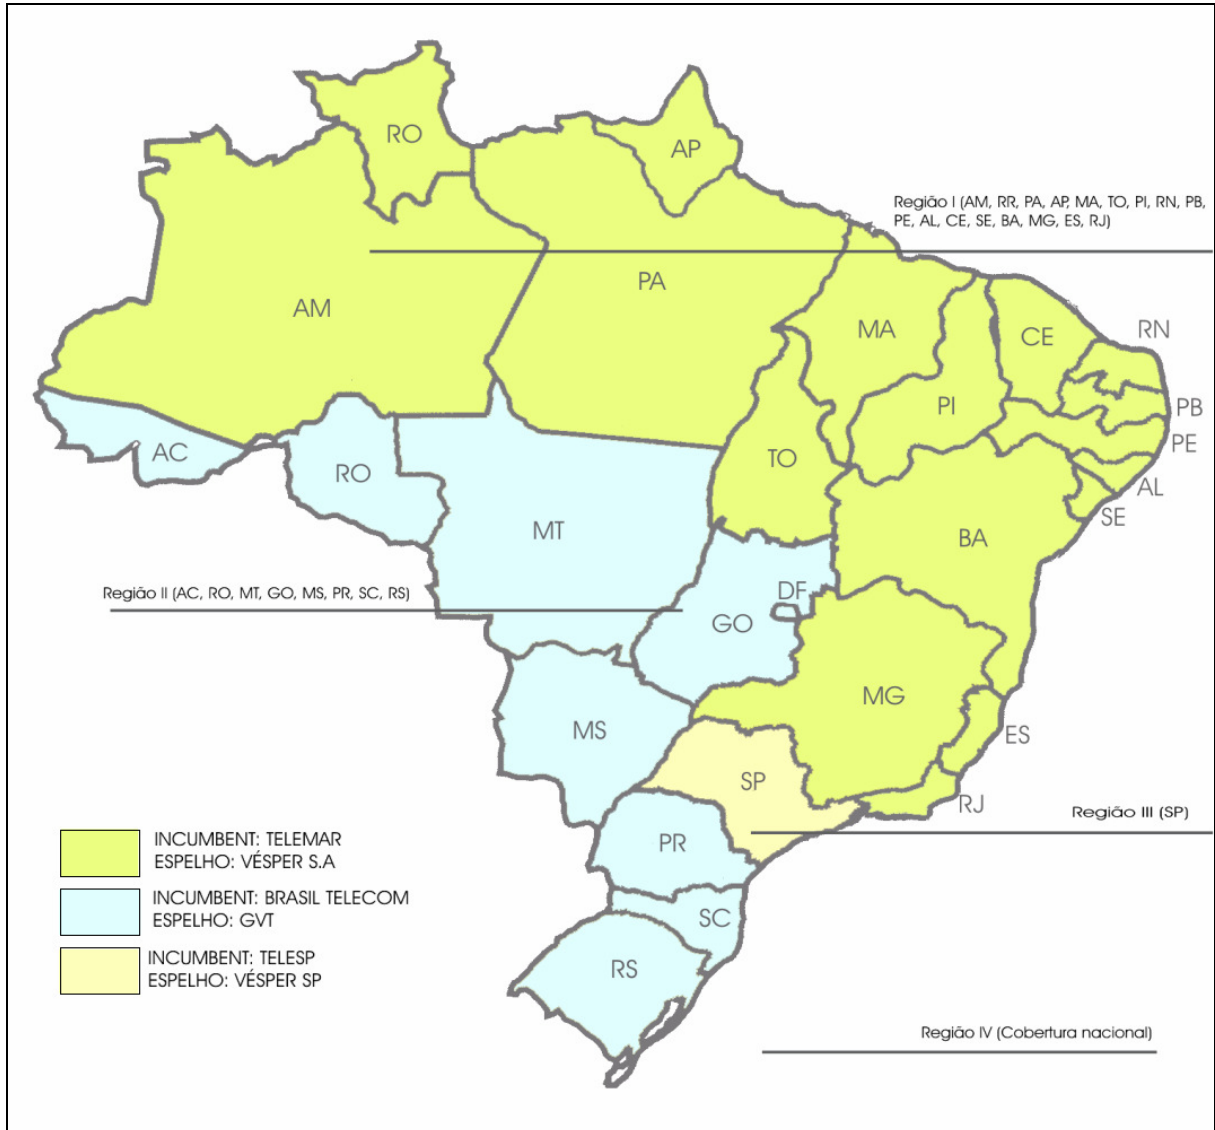 RO
AP
Região I (AM, RR, PA, AP, MA, TO, PI, RN, PB,
PE, AL, CE, SE, BA, MG, ES, RJ)
AM
PA
MA
CE
RN
PI
PB
PE
AC
RO
TO
AL
SE
MT
BA
Região II (AC, RO, MT, GO, MS, PR, SC, RS)
DF
GO
MG
MS
ES
SP
RJ
Região III (SP)
PR
SC
RS
INCUMBENT: TELEMAR
ESPELHO: VÉSPER S.A
INCUMBENT: BRASIL TELECOM
ESPELHO: GVT
INCUMBENT: TELESP
ESPELHO: VÉSPER SP
Região IV (Cobertura nacional)